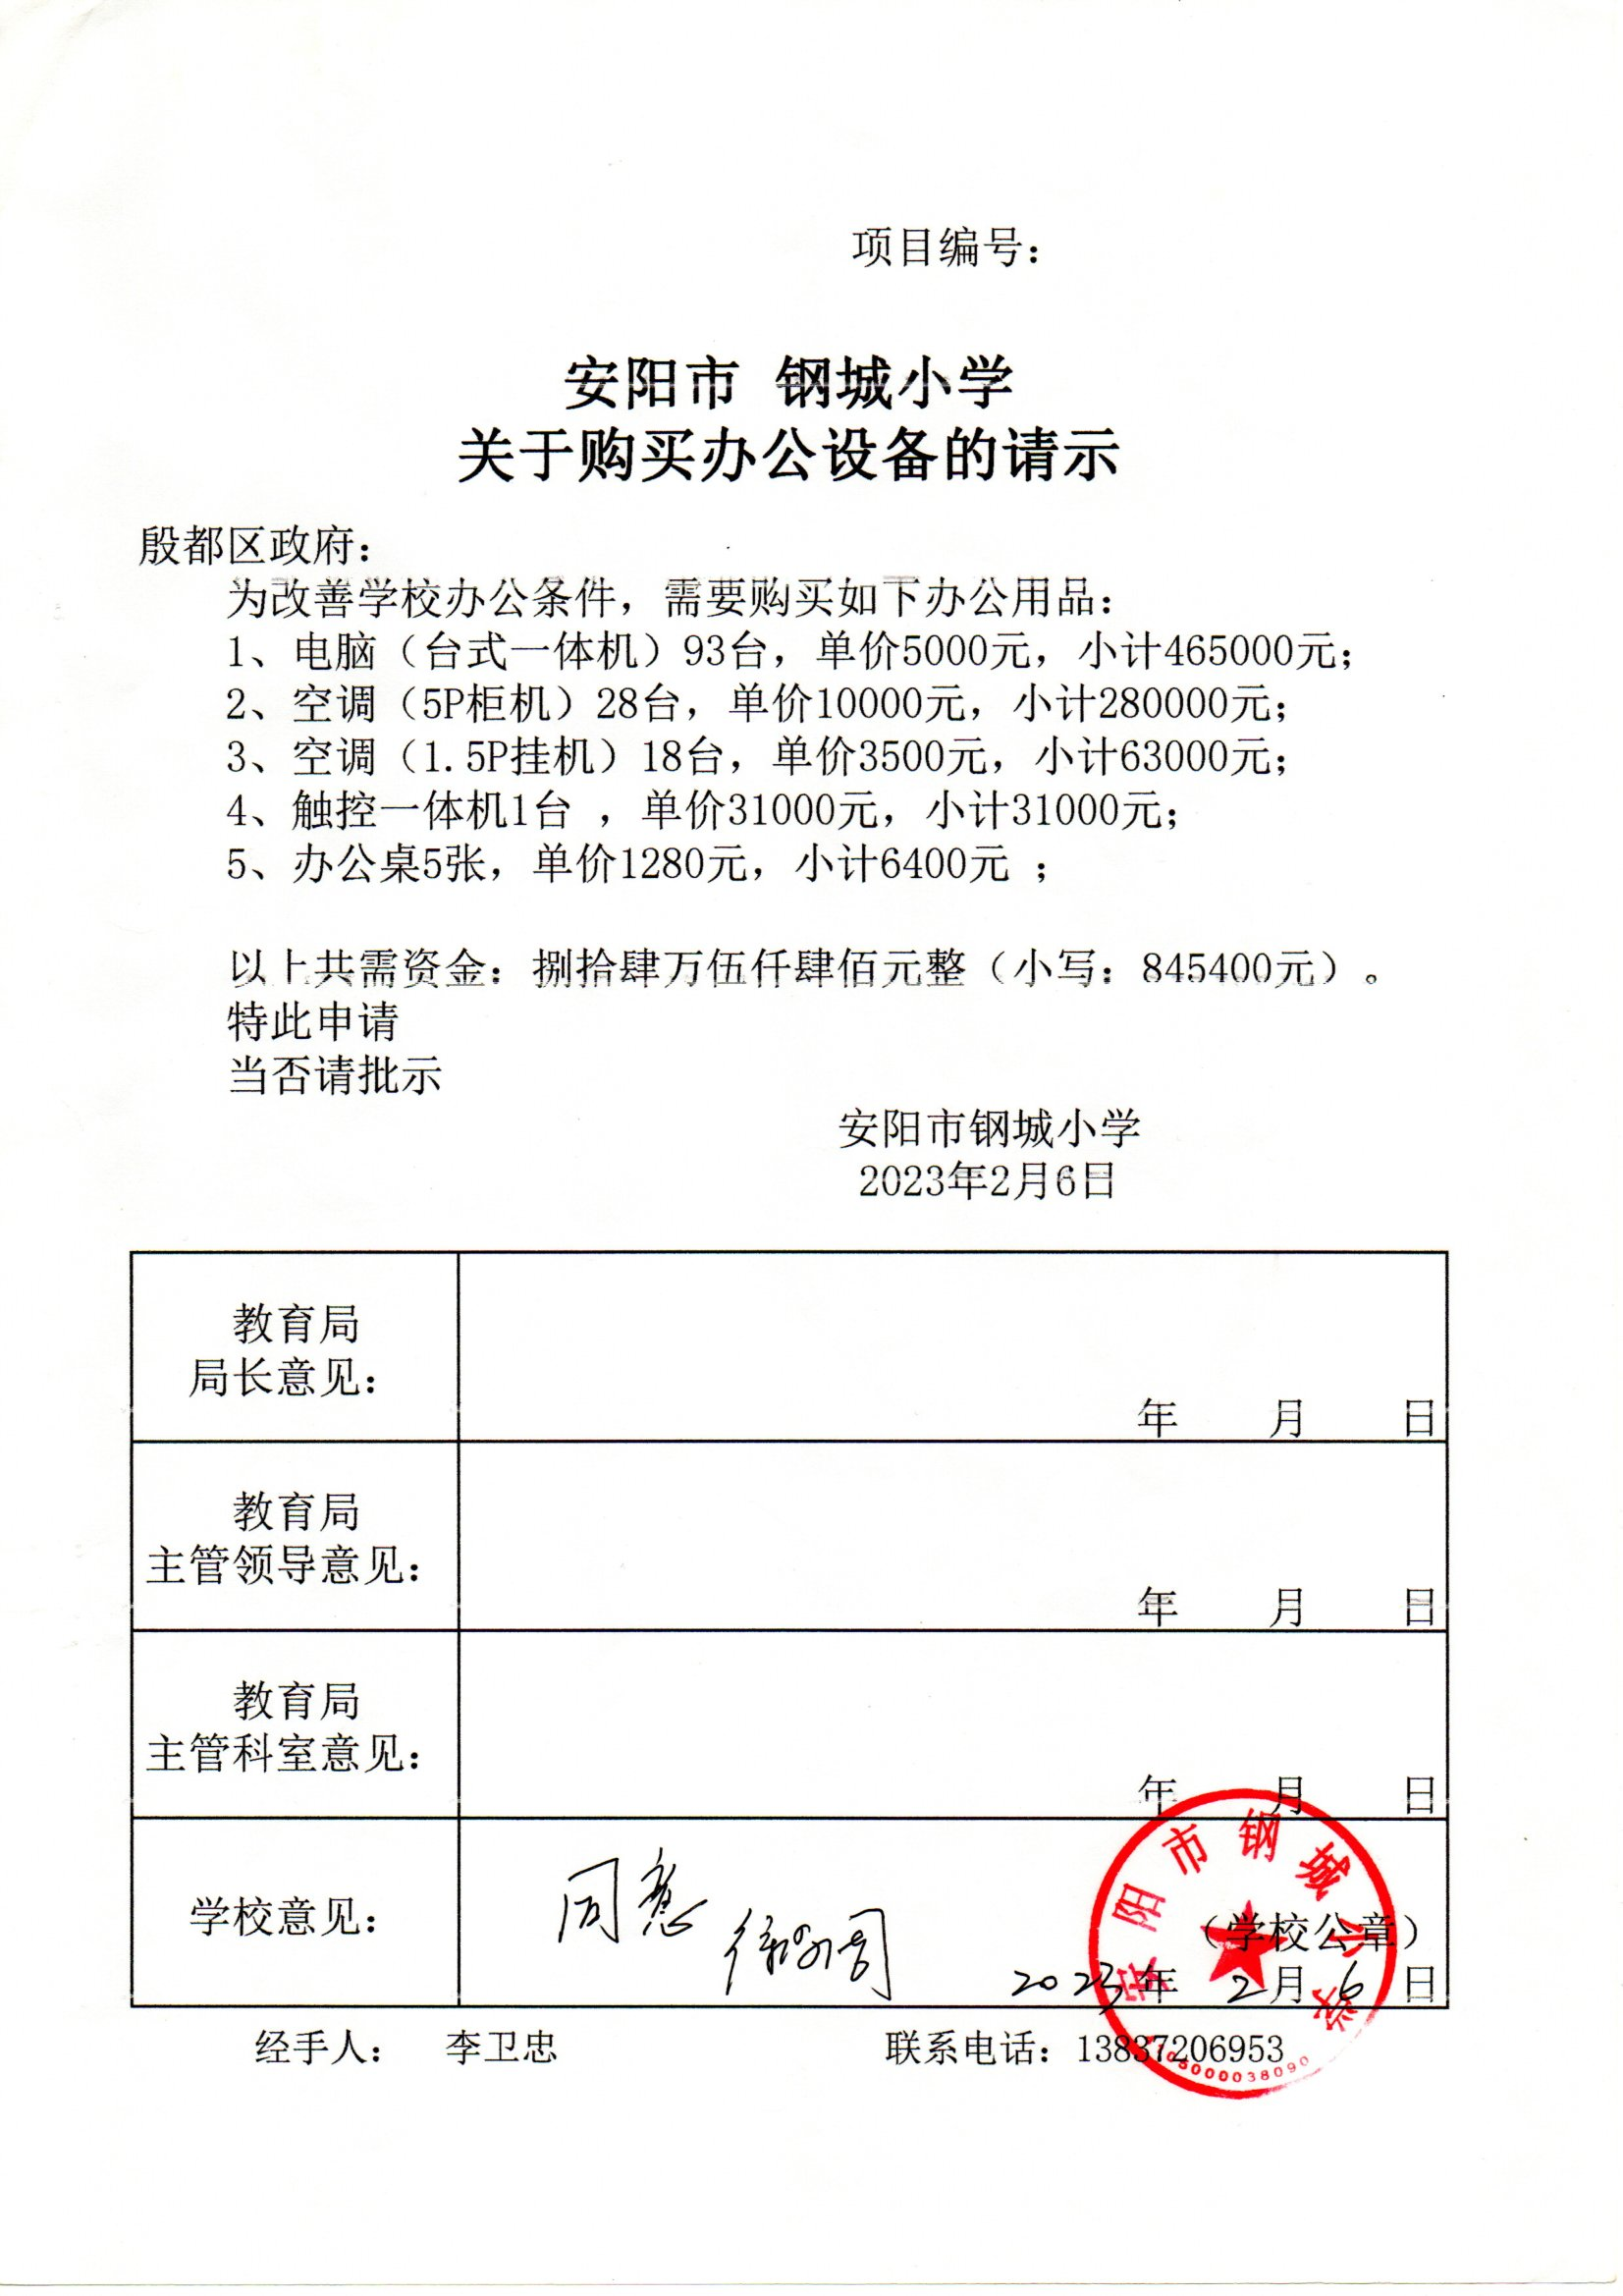 项目编号：
安阳市 钢城小学
关于购买办公设备的请示
殷都区政府：
为改善学校办公条件，需要购买如下办公用品：
1、电脑（台式一体机）93台，单价5000元，小计465000元；
2、空调（5P柜机）28台，单价10000元，小计280000元；
3、空调（1.5P挂机）18台，单价3500元，小计63000元；
4、触控一体机1台 ，单价31000元，小计31000元；
5、办公桌5张，单价1280元，小计6400元 ；
以上共需资金：捌拾肆万伍仟肆佰元整（小写：845400元）。
特此申请
当否请批示
安阳市钢城小学
2023年2月6日
教育局
局长意见：
年 月 日
教育局
主管领导意见：
年 月 日
教育局
主管科室意见：
年 月 日
学校意见：
同意
（学校公章）
2023年 2月 6日
安阳市钢城小学
经手人： 李卫忠 联系电话：13837206953